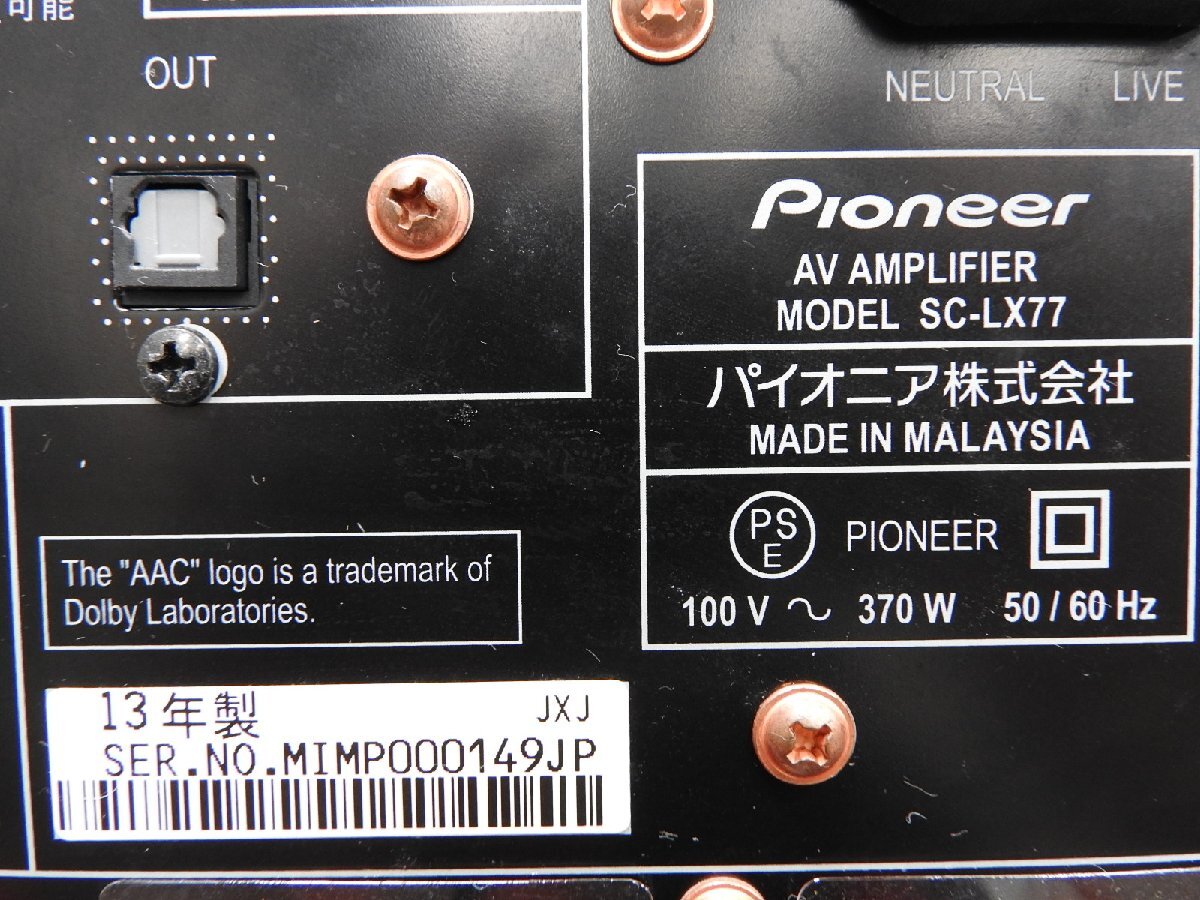 可能
OUT
NEUTRAL LIVE
Pioneer
AV AMPLIFIER
MODEL SC-LX77
パイオニア株式会社
MADE IN MALAYSIA
PS
E
PIONEER
100 V ～ 370 W 50 / 60 Hz
The "AAC" logo is a trademark of
Dolby Laboratories.
13年製 JXJ
SER.NO.MIMP000149JP